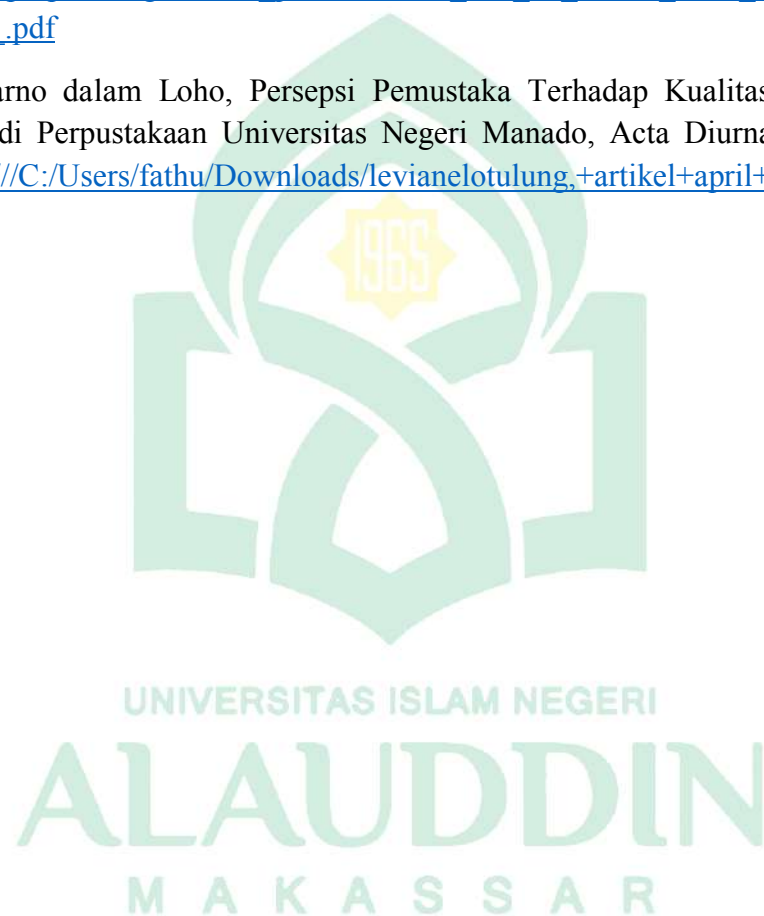 _.pdf
arno dalam Loho, Persepsi Pemustaka Terhadap Kualitas
di Perpustakaan Universitas Negeri Manado, Acta Diurna
//C:/Users/fathu/Downloads/levianelotulung,+artikel+april+
1965
UNIVERSITAS ISLAM NEGERI
ALAUDDIN
MAKASSAR